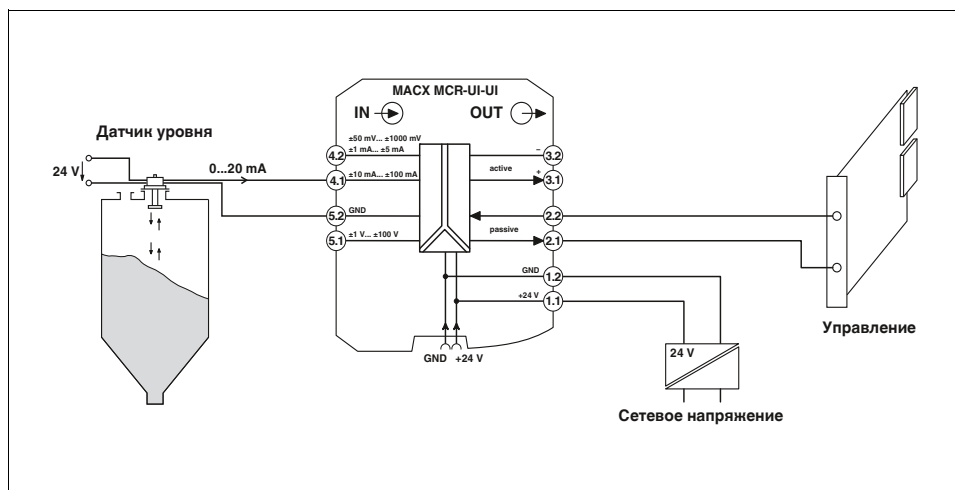 MACX MCR-UI-UI
IN
OUT
Датчик уровня
24 V
0...20 mA
±50 mV... ±1000 mV
4.2
±1 mA... ±5 mA
4.1
±10 mA... ±100 mA
5.2
GND
5.1
±1 V... ±100 V
–
3.2
active
+
3.1
2.2
passive
2.1
GND
1.2
+24 V
1.1
GND
+24 V
24 V
Сетевое напряжение
Управление